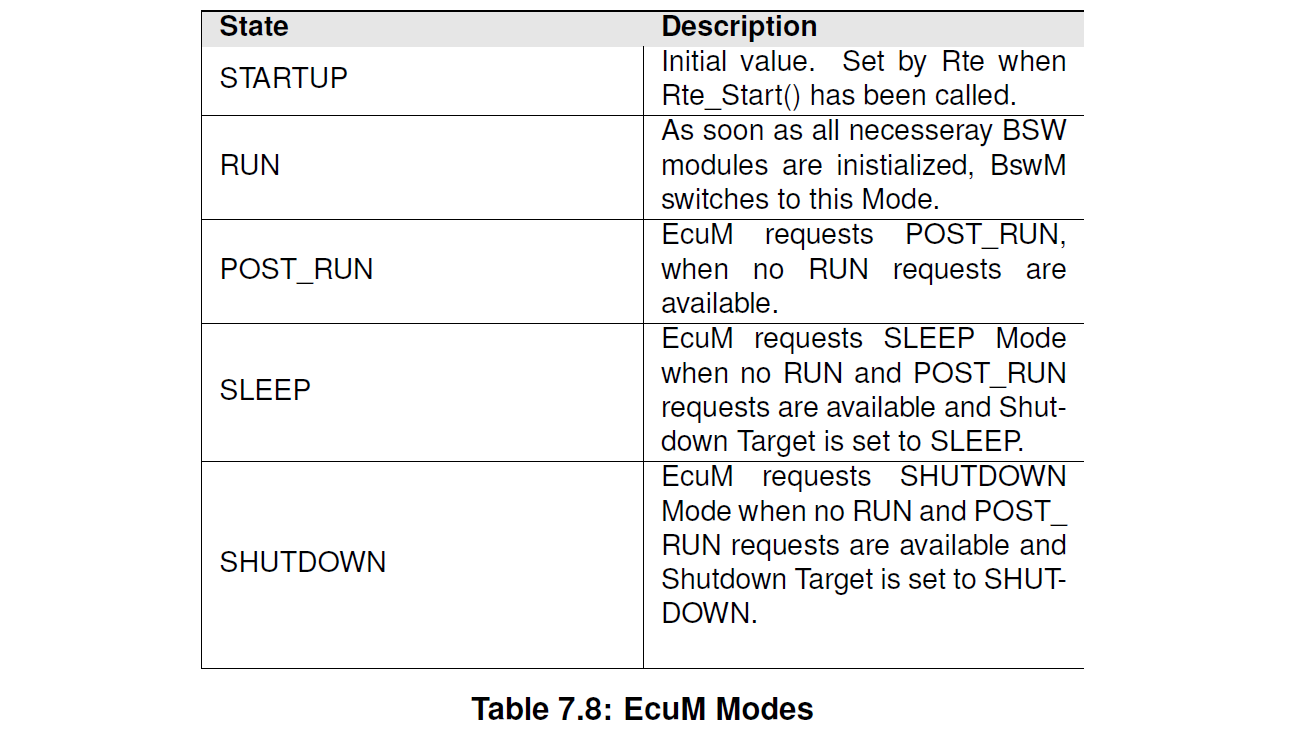 State Description
STARTUP
Initial value. Set by Rte when
Rte_Start() has been called.
RUN
As soon as all necesseray BSW
modules are inistialized, BswM
switches to this Mode.
POST_RUN
EcuM requests POST_RUN,
when no RUN requests are
available.
SLEEP
EcuM requests SLEEP Mode
when no RUN and POST_RUN
requests are available and Shut-
down Target is set to SLEEP.
SHUTDOWN
EcuM requests SHUTDOWN
Mode when no RUN and POST_
RUN requests are available and
Shutdown Target is set to SHUT-
DOWN.
Table 7.8: EcuM Modes